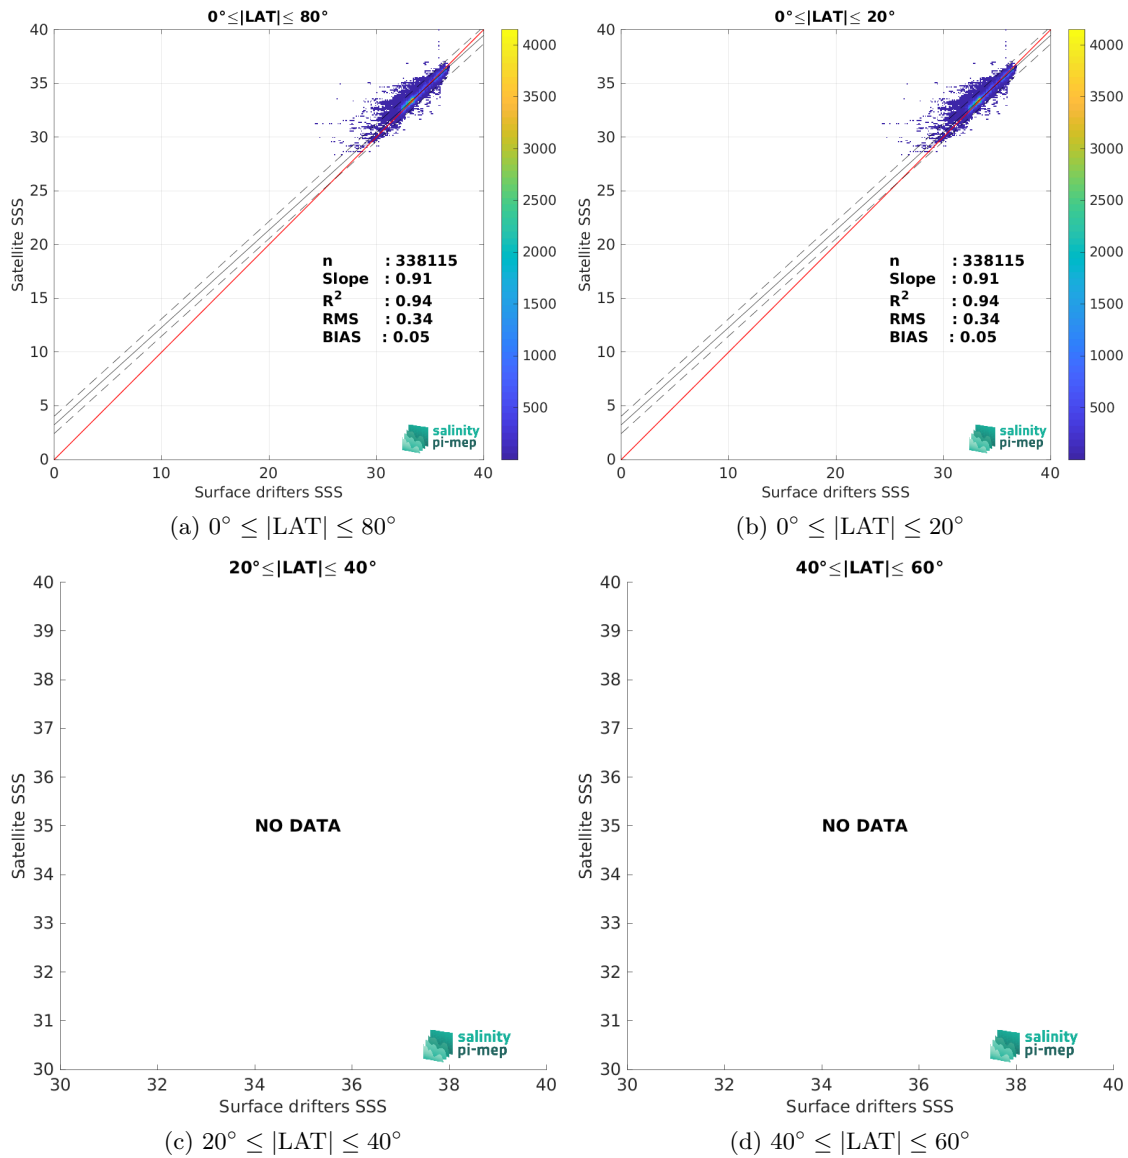 0°≤|LAT|≤ 80°
40
35
30
25
20
15
10
5
0
Satellite SSS
n : 338115
Slope : 0.91
R² : 0.94
RMS : 0.34
BIAS : 0.05
salinity
pi-mep
0 10 20 30 40
Surface drifters SSS
4000
3500
3000
2500
2000
1500
1000
500
(a) 0° ≤ |LAT| ≤ 80°
0°≤|LAT|≤ 20°
40
35
30
25
20
15
10
5
0
Satellite SSS
n : 338115
Slope : 0.91
R² : 0.94
RMS : 0.34
BIAS : 0.05
salinity
pi-mep
0 10 20 30 40
Surface drifters SSS
4000
3500
3000
2500
2000
1500
1000
500
(b) 0° ≤ |LAT| ≤ 20°
20°≤|LAT|≤ 40°
40
39
38
37
36
35
34
33
32
31
30
Satellite SSS
NO DATA
salinity
pi-mep
30 32 34 36 38 40
Surface drifters SSS
(c) 20° ≤ |LAT| ≤ 40°
40°≤|LAT|≤ 60°
40
39
38
37
36
35
34
33
32
31
30
Satellite SSS
NO DATA
salinity
pi-mep
30 32 34 36 38 40
Surface drifters SSS
(d) 40° ≤ |LAT| ≤ 60°